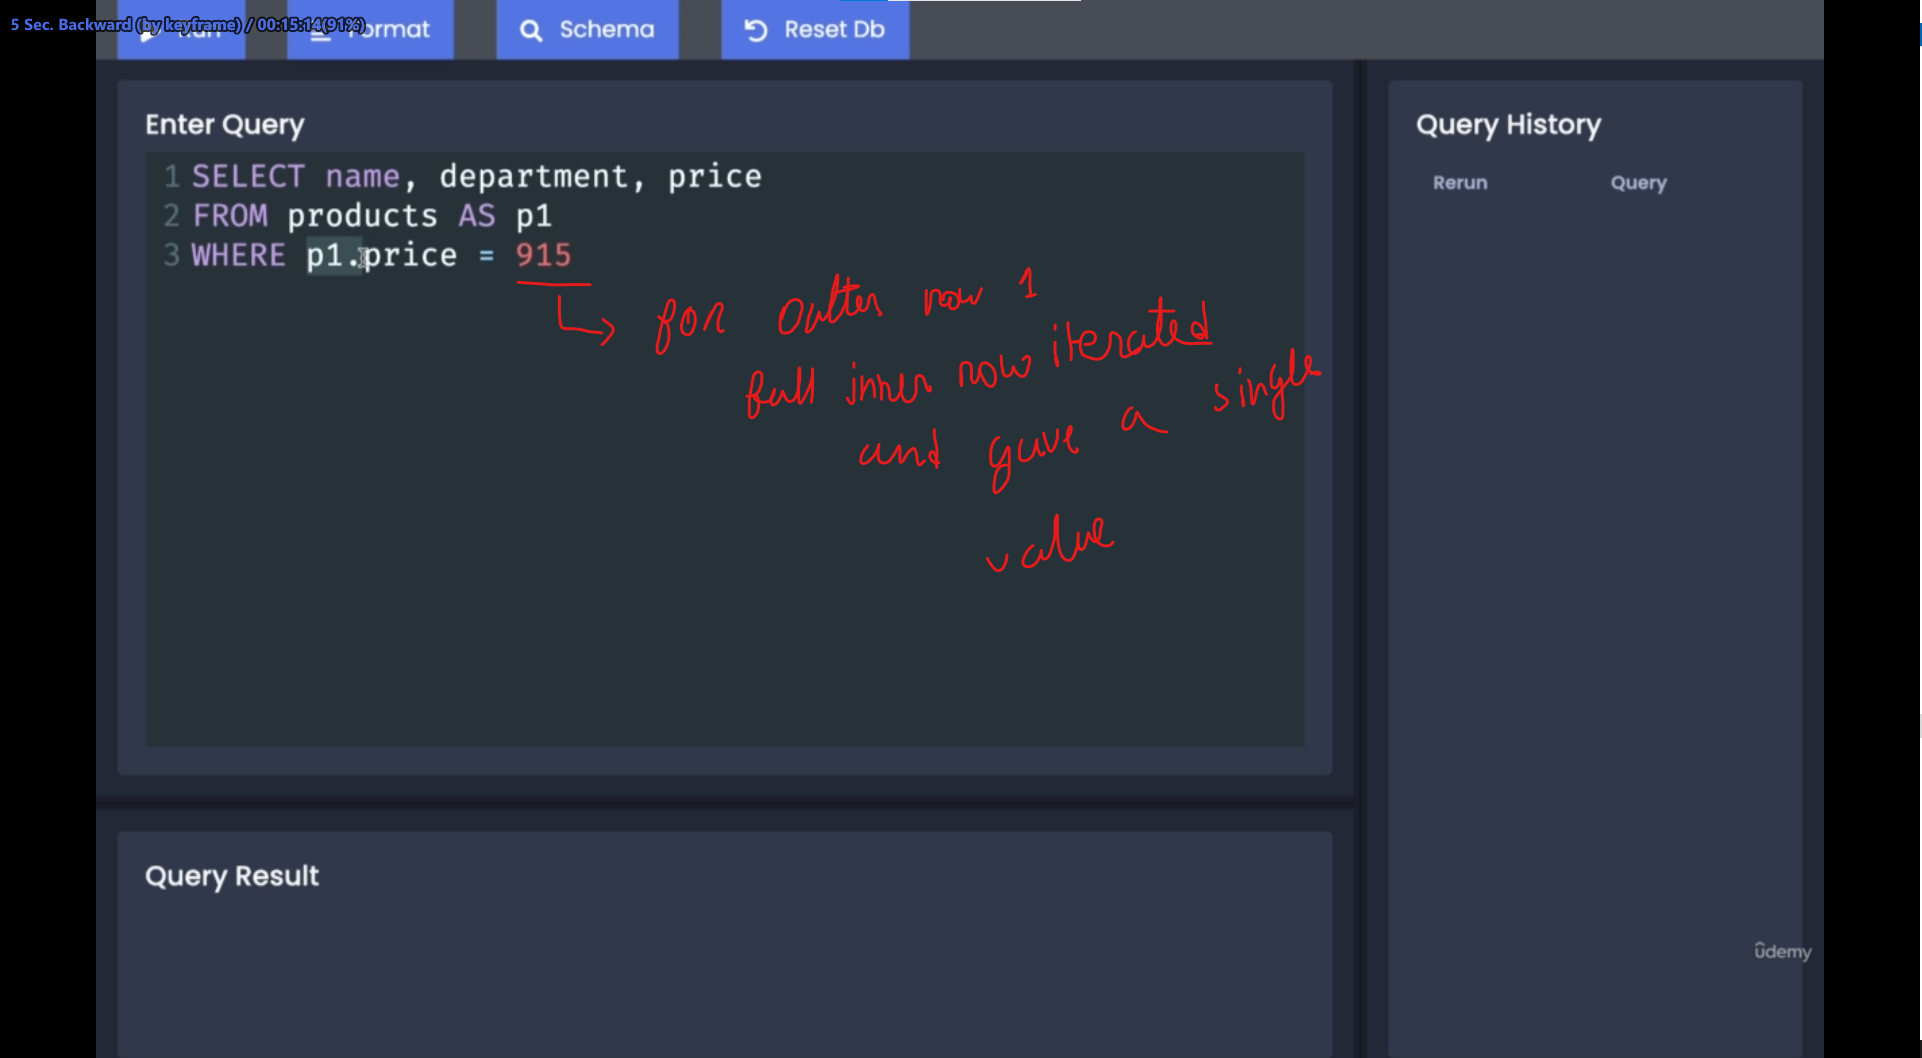 5 Sec. Backward (by keyframe) / 00:15:14(91%)
Run
Format
Schema
Reset Db
Enter Query
1 SELECT name, department, price
2 FROM products AS p1
3 WHERE p1.price = 915
for outter row 1
full inner row iterated
and gave a single
value
Query History
Rerun
Query
Query Result
ûdemy